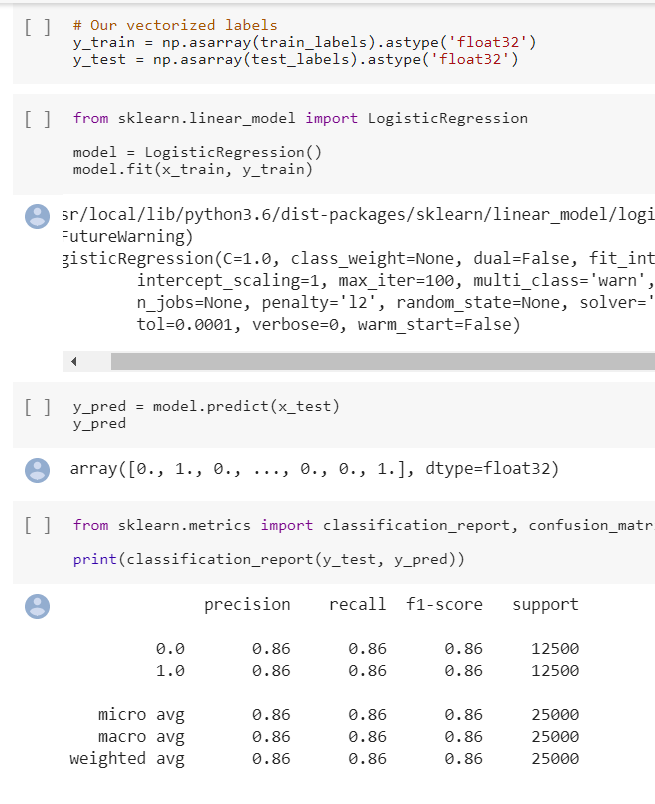 [ ] # Our vectorized labels
y_train = np.asarray(train_labels).astype('float32')
y_test = np.asarray(test_labels).astype('float32')
[ ] from sklearn.linear_model import LogisticRegression
model = LogisticRegression()
model.fit(x_train, y_train)
sr/local/lib/python3.6/dist-packages/sklearn/linear_model/logi
FutureWarning)
gisticRegression(C=1.0, class_weight=None, dual=False, fit_int
intercept_scaling=1, max_iter=100, multi_class='warn',
n_jobs=None, penalty='l2', random_state=None, solver='
tol=0.0001, verbose=0, warm_start=False)
[ ] y_pred = model.predict(x_test)
y_pred
array([0., 1., 0., ..., 0., 0., 1.], dtype=float32)
[ ] from sklearn.metrics import classification_report, confusion_matr
print(classification_report(y_test, y_pred))
precision recall f1-score support
0.0 0.86 0.86 0.86 12500
1.0 0.86 0.86 0.86 12500
micro avg 0.86 0.86 0.86 25000
macro avg 0.86 0.86 0.86 25000
weighted avg 0.86 0.86 0.86 25000